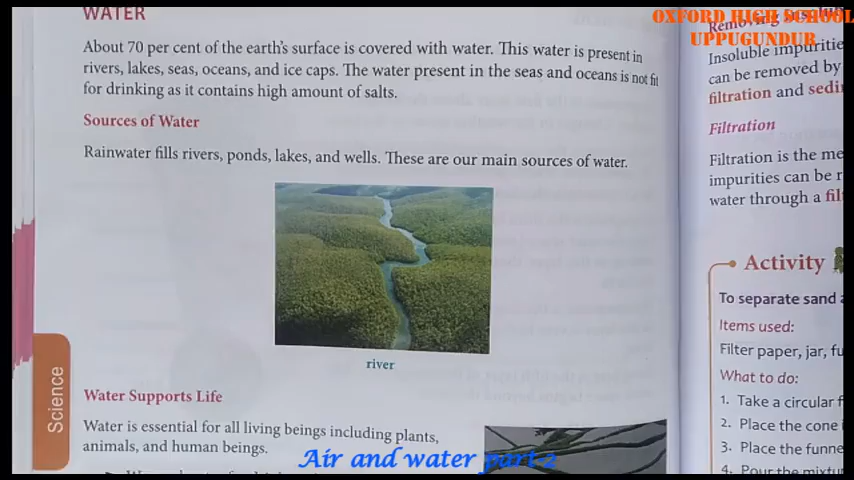 WATER
About 70 per cent of the earth's surface is covered with water. This water is present in
rivers, lakes, seas, oceans, and ice caps. The water present in the seas and oceans is not fit
for drinking as it contains high amount of salts.
Sources of Water
Rainwater fills rivers, ponds, lakes, and wells. These are our main sources of water.
river
Water Supports Life
Water is essential for all living beings including plants,
animals, and human beings.
Science
OXFORD HIGH SCHOOL
UPPUGUNDUR
Removing
Insoluble impuritie
can be removed by
filtration and sedi
Filtration
Filtration is the me
impurities can be r
water through a fil
Activity
To separate sand a
Items used:
Filter paper, jar, fu
What to do:
1. Take a circular f
2. Place the cone i
3. Place the funne
4. Pour the mixtu
Air and water part-2